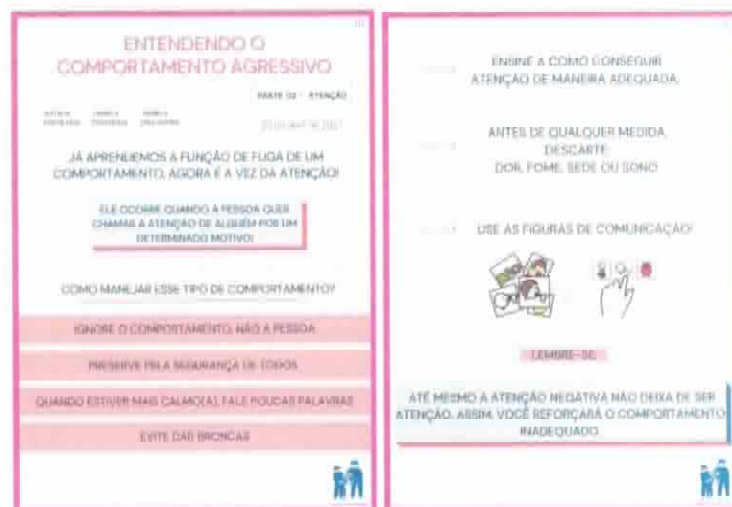 ENTENDENDO O
COMPORTAMENTO AGRESSIVO
PARTE 02 - ATENÇÃO
JÁ APRENDEMOS A FUNÇÃO DE FUGA DE UM
COMPORTAMENTO, AGORA É A VEZ DA ATENÇÃO!
ELE OCORRE QUANDO A PESSOA QUER
CHAMAR A ATENÇÃO DE ALGUÉM POR UM
DETERMINADO MOTIVO!
COMO MANEJAR ESSE TIPO DE COMPORTAMENTO?
IGNORE O COMPORTAMENTO, NÃO A PESSOA
PRESERVE PELA SEGURANÇA DE TODOS
QUANDO ESTIVER MAIS CALMO(A), FALE POUCAS PALAVRAS
EVITE DAR BRONCAS
ENSINE A COMO CONSEGUIR
ATENÇÃO DE MANEIRA ADEQUADA
ANTES DE QUALQUER MEDIDA,
DESCARTE:
DOR, FOME, SEDE OU SONO
USE AS FIGURAS DE COMUNICAÇÃO!
LEMBRE-SE
ATÉ MESMO A ATENÇÃO NEGATIVA NÃO DEIXA DE SER
ATENÇÃO. ASSIM, VOCÊ REFORÇARÁ O COMPORTAMENTO
INADEQUADO